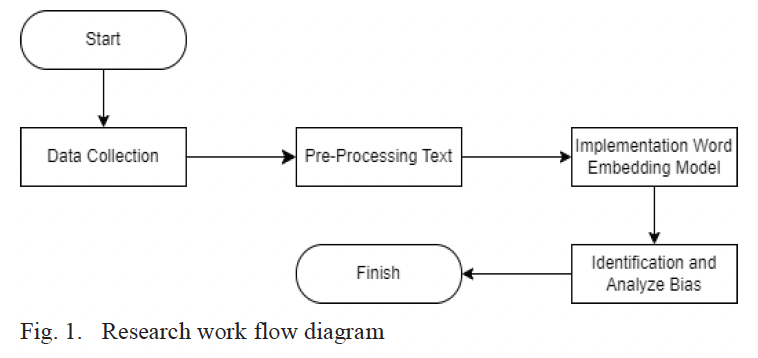 Start
Data Collection
Pre-Processing Text
Implementation Word
Embedding Model
Identification and
Analyze Bias
Finish
Fig. 1. Research work flow diagram